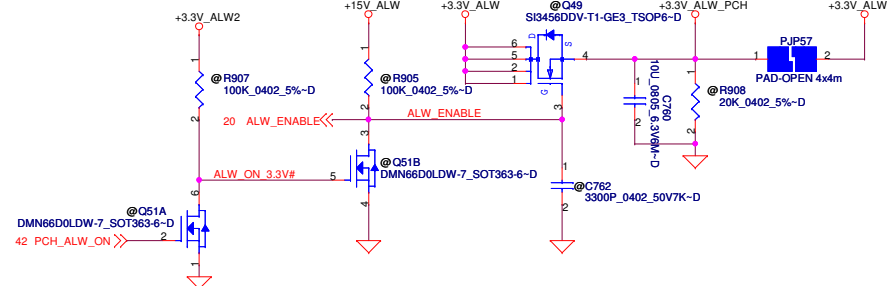 +3.3V_ALW2
+15V_ALW
+3.3V_ALW
@Q49
SI3456DDV-T1-GE3_TSOP6~D
+3.3V_ALW_PCH
+3.3V_ALW
PJP57
PAD-OPEN 4x4m
1
2
@R907
100K_0402_5%~D
1
2
@R905
100K_0402_5%~D
1
2
6
5
2
1
D
S
G
4
3
10U_0805_6.3V6M~D
C760
1
2
@R908
20K_0402_5%~D
1
2
20 ALW_ENABLE
ALW_ENABLE
ALW_ON_3.3V#
5
3
4
@Q51B
DMN66D0LDW-7_SOT363-6~D
1
2
@C762
3300P_0402_50V7K~D
@Q51A
DMN66D0LDW-7_SOT363-6~D
6
2
1
42 PCH_ALW_ON